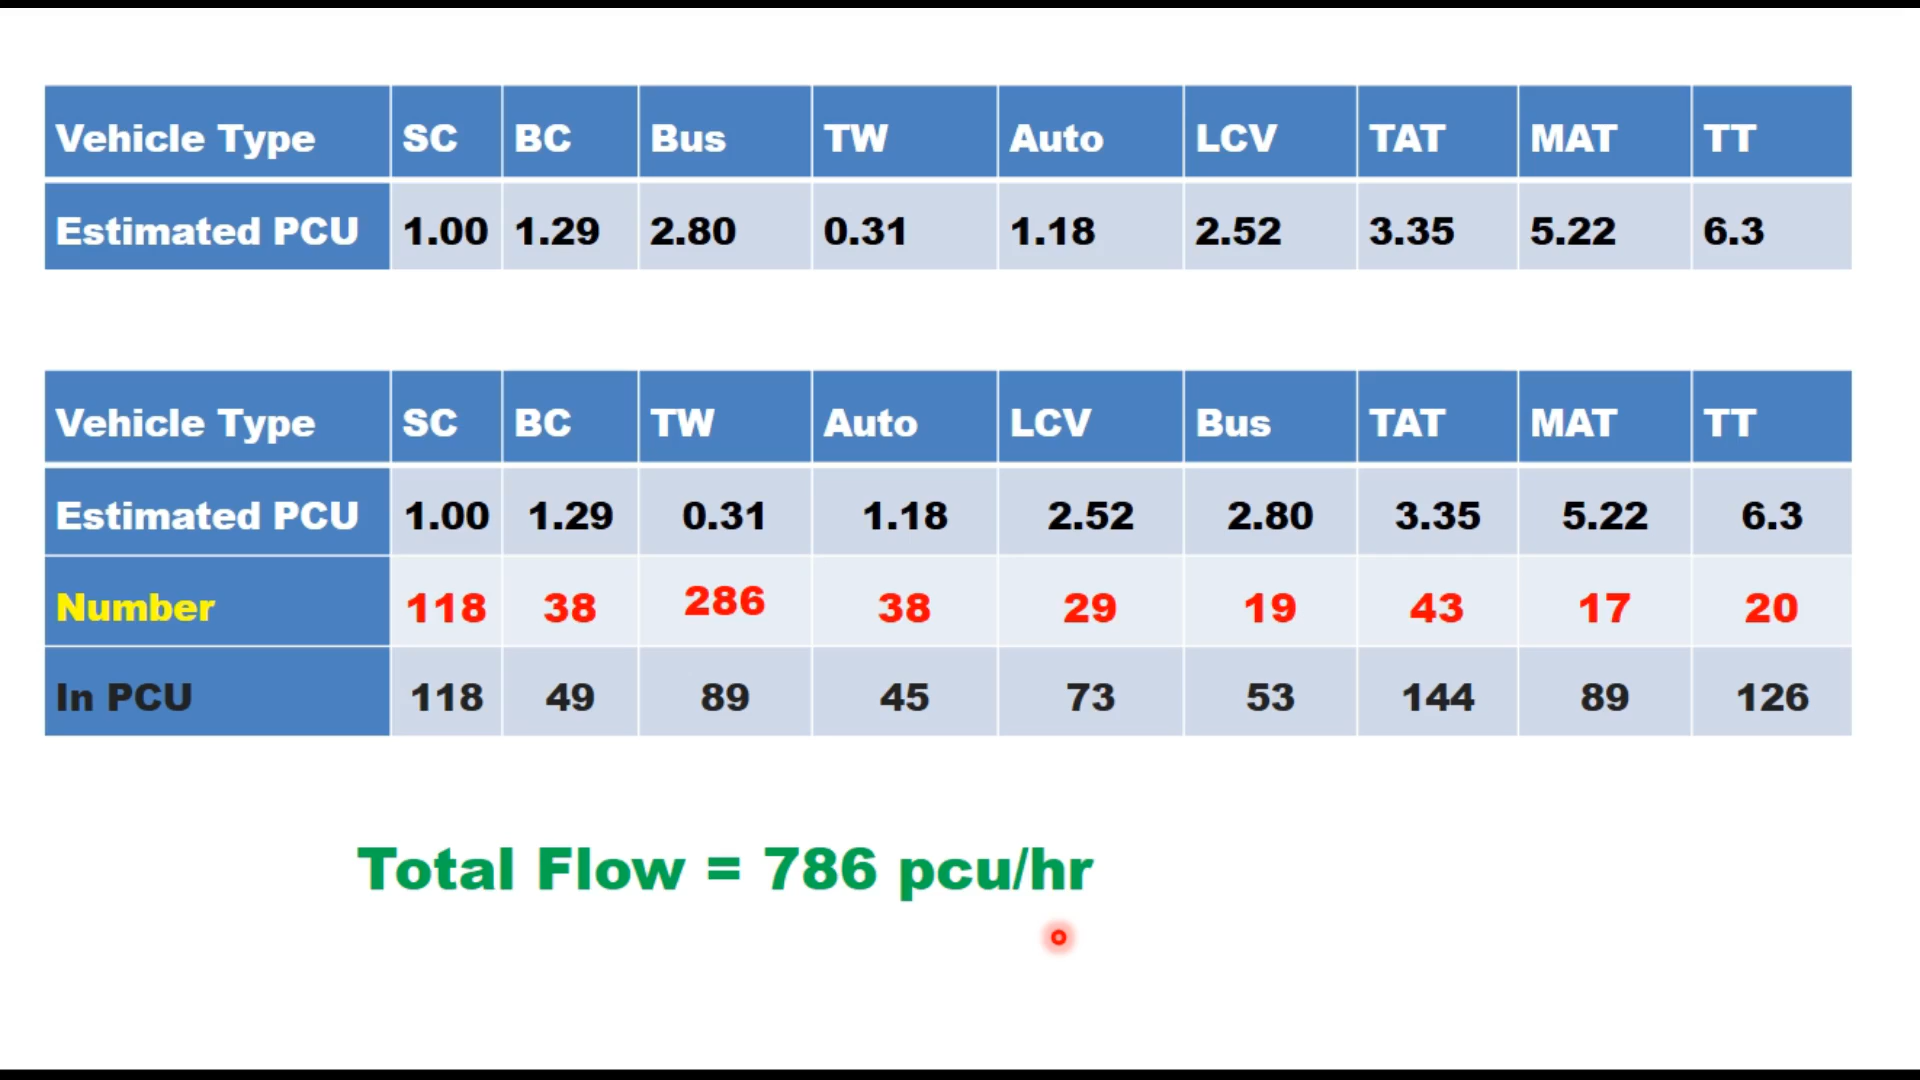 Vehicle Type SC BC Bus TW Auto LCV TAT MAT TT
Estimated PCU 1.00 1.29 2.80 0.31 1.18 2.52 3.35 5.22 6.3
Vehicle Type SC BC TW Auto LCV Bus TAT MAT TT
Estimated PCU 1.00 1.29 0.31 1.18 2.52 2.80 3.35 5.22 6.3
Number 118 38 286 38 29 19 43 17 20
In PCU 118 49 89 45 73 53 144 89 126
Total Flow = 786 pcu/hr